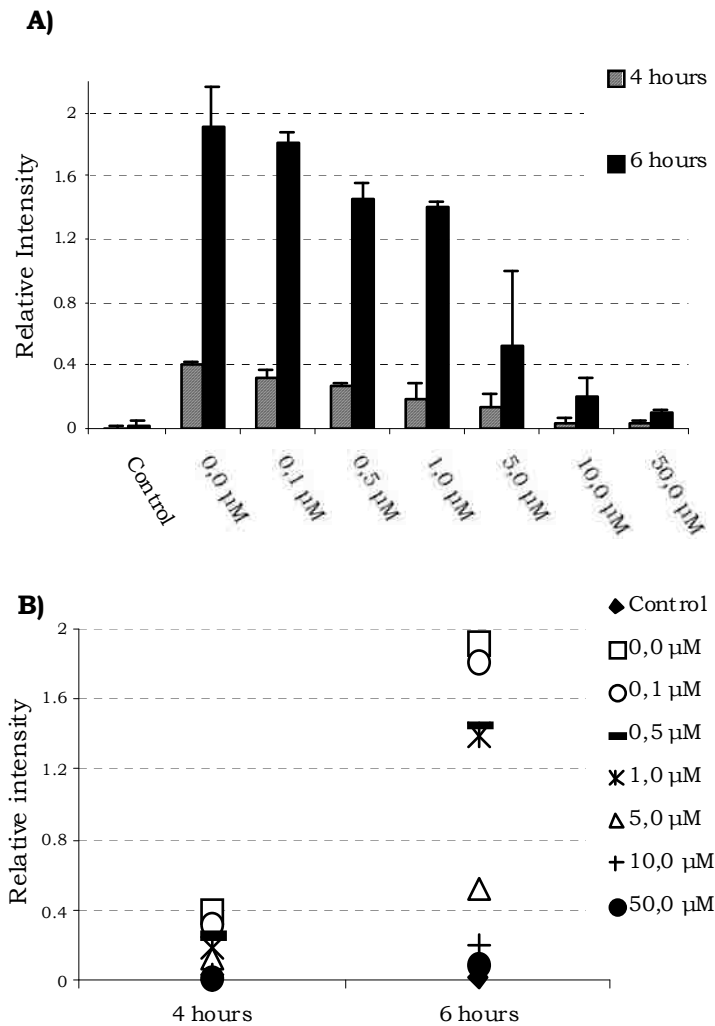 A)
4 hours
6 hours
Relative Intensity
2
1.6
1.2
0.8
0.4
0
Control
0,0 µM
0,1 µM
0,5 µM
1,0 µM
5,0 µM
10,0 µM
50,0 µM
B)
Control
0,0 µM
0,1 µM
0,5 µM
1,0 µM
5,0 µM
10,0 µM
50,0 µM
Relative intensity
2
1.6
1.2
0.8
0.4
0
4 hours
6 hours